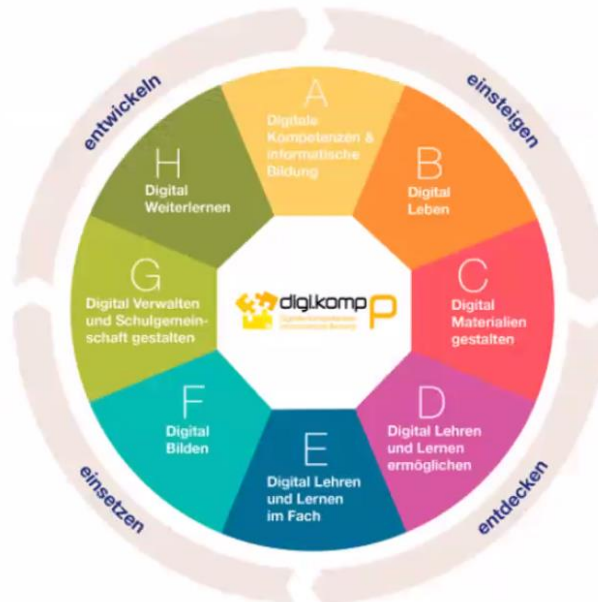 entwickeln
einsteigen
A
Digitale
Kompetenzen &
informatische
Bildung
B
Digital
Leben
C
Digital
Materialien
gestalten
D
Digital Lehren
und Lernen
ermöglichen
E
Digital Lehren
und Lernen
im Fach
F
Digital
Bilden
G
Digital Verwalten
und Schulgemein-
schaft gestalten
H
Digital
Weiterlernen
digi.komp P
einsetzen
entdecken